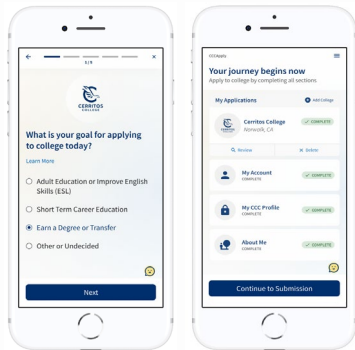 1/9
CERRITOS
COLLEGE
What is your goal for applying
to college today?
Learn More
Adult Education or Improve English
Skills (ESL)
Short Term Career Education
Earn a Degree or Transfer
Other or Undecided
Next
CCCApply
Your journey begins now
Apply to college by completing all sections
My Applications
Add College
CERRITOS
COLLEGE
Cerritos College
Norwalk, CA
COMPLETE
Review
Delete
My Account
COMPLETE
COMPLETE
My CCC Profile
COMPLETE
COMPLETE
About Me
COMPLETE
COMPLETE
Continue to Submission